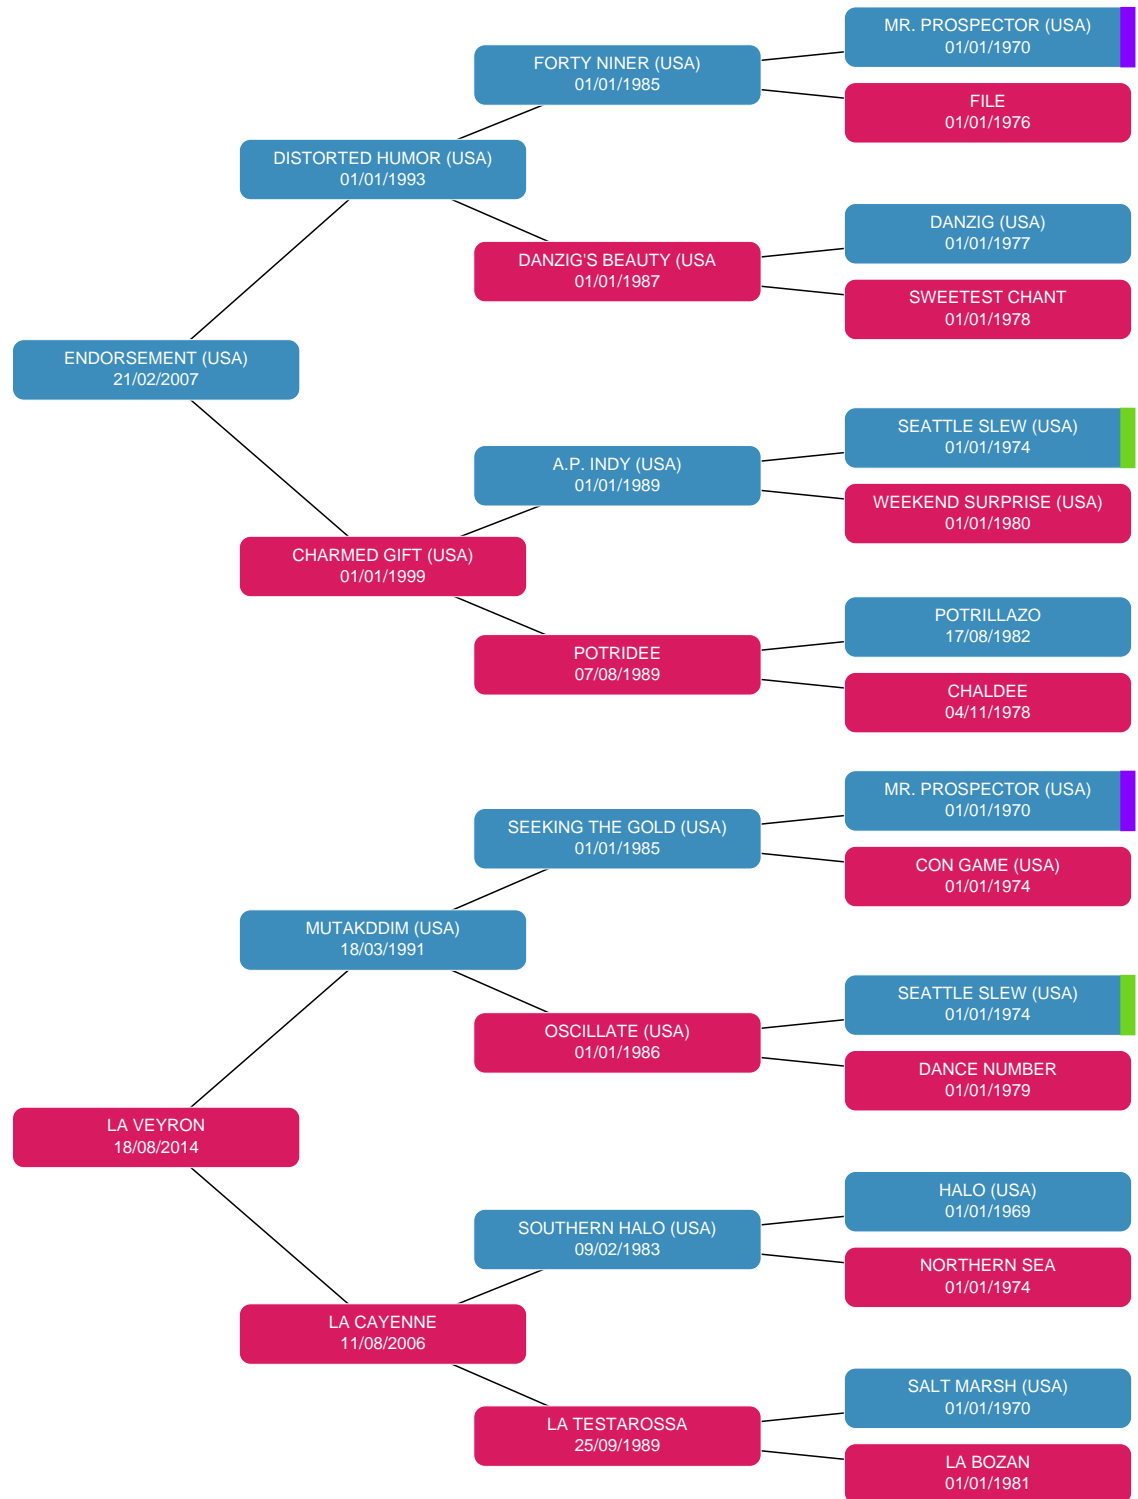 MR. PROSPECTOR (USA)
01/01/1970
FORTY NINER (USA)
01/01/1985
FILE
01/01/1976
DISTORTED HUMOR (USA)
01/01/1993
DANZIG (USA)
01/01/1977
DANZIG'S BEAUTY (USA
01/01/1987
SWEETEST CHANT
01/01/1978
ENDORSEMENT (USA)
21/02/2007
SEATTLE SLEW (USA)
01/01/1974
A.P. INDY (USA)
01/01/1989
WEEKEND SURPRISE (USA)
01/01/1980
CHARMED GIFT (USA)
01/01/1999
POTRILLAZO
17/08/1982
POTRIDEE
07/08/1989
CHALDEE
04/11/1978
MR. PROSPECTOR (USA)
01/01/1970
SEEKING THE GOLD (USA)
01/01/1985
CON GAME (USA)
01/01/1974
MUTAKDDIM (USA)
18/03/1991
SEATTLE SLEW (USA)
01/01/1974
OSCILLATE (USA)
01/01/1986
DANCE NUMBER
01/01/1979
LA VEYRON
18/08/2014
HALO (USA)
01/01/1969
SOUTHERN HALO (USA)
09/02/1983
NORTHERN SEA
01/01/1974
LA CAYENNE
11/08/2006
SALT MARSH (USA)
01/01/1970
LA TESTAROSSA
25/09/1989
LA BOZAN
01/01/1981